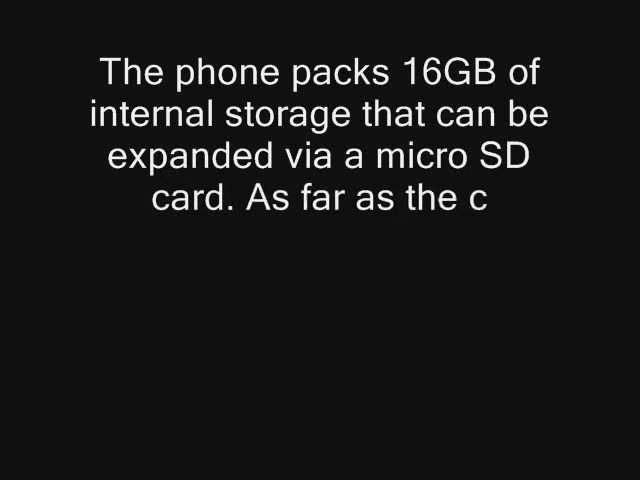 The phone packs 16GB of
internal storage that can be
expanded via a micro SD
card. As far as the c